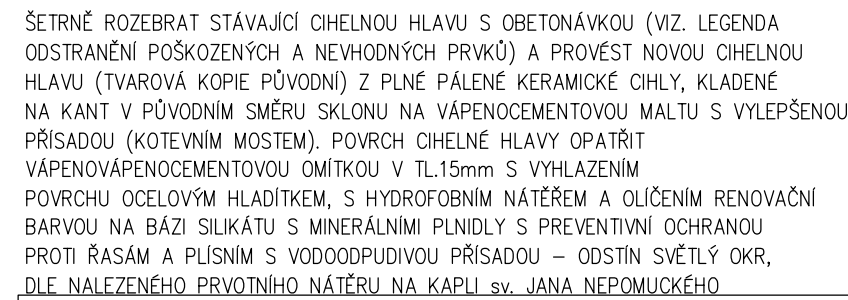 ŠETRNĚ ROZEBRAT STÁVAJÍCÍ CIHELNOU HLAVU S OBETONÁVKOU (VIZ. LEGENDA
ODSTRANĚNÍ POŠKOZENÝCH A NEVHODNÝCH PRVKŮ) A PROVÉST NOVOU CIHELNOU
HLAVU (TVAROVÁ KOPIE PŮVODNÍ) Z PLNÉ PÁLENÉ KERAMICKÉ CIHLY, KLADENÉ
NA KANT V PŮVODNÍM SMĚRU SKLONU NA VÁPENOCEMENTOVOU MALTU S VYLEPŠENOU
PŘÍSADOU (KOTEVNÍM MOSTEM). POVRCH CIHELNÉ HLAVY OPATŘIT
VÁPENOVÁPENOCEMENTOVOU OMÍTKOU V TL.15mm S VYHLAZENÍM
POVRCHU OCELOVÝM HLADÍTKEM, S HYDROFOBNÍM NÁTĚŘEM A OLÍČENÍM RENOVAČNÍ
BARVOU NA BÁZI SILIKÁTU S MINERÁLNÍMI PLNIDLY S PREVENTIVNÍ OCHRANOU
PROTI ŘASÁM A PLÍSNÍM S VODOODPUDIVOU PŘÍSADOU – ODSTÍN SVĚTLÝ OKR,
DLE NALEZENÉHO PRVOTNÍHO NÁTĚRU NA KAPLI sv. JANA NEPOMUCKÉHO